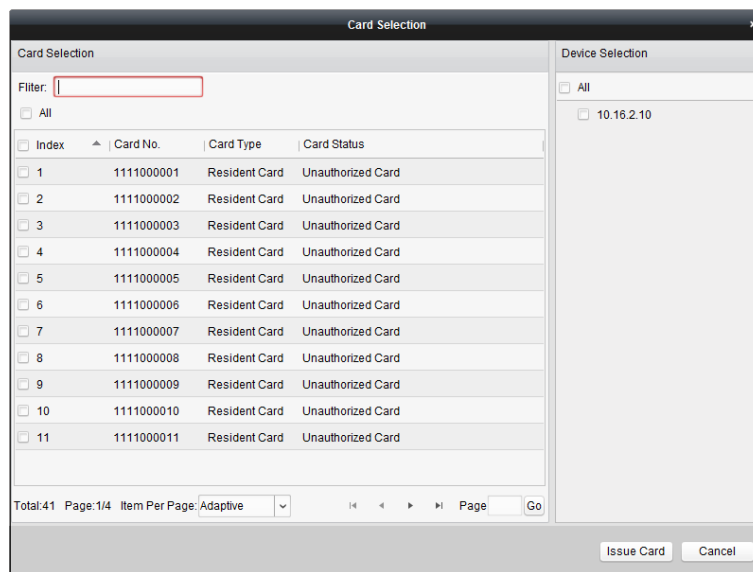 Card Selection
Card Selection
Device Selection
Fliter:
All
All
10.16.2.10
Index Card No. Card Type Card Status
1 1111000001 Resident Card Unauthorized Card
2 1111000002 Resident Card Unauthorized Card
3 1111000003 Resident Card Unauthorized Card
4 1111000004 Resident Card Unauthorized Card
5 1111000005 Resident Card Unauthorized Card
6 1111000006 Resident Card Unauthorized Card
7 1111000007 Resident Card Unauthorized Card
8 1111000008 Resident Card Unauthorized Card
9 1111000009 Resident Card Unauthorized Card
10 1111000010 Resident Card Unauthorized Card
11 1111000011 Resident Card Unauthorized Card
Total:41 Page:1/4 Item Per Page: Adaptive Page Go
Issue Card Cancel